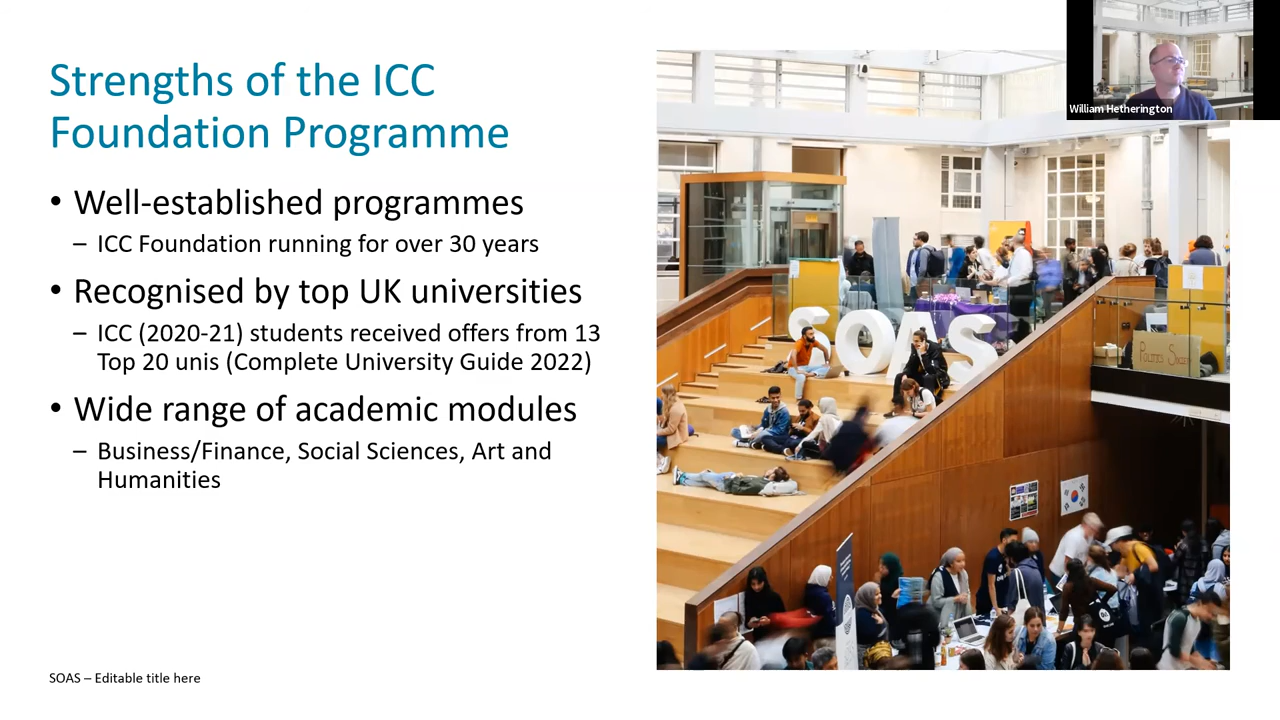 Strengths of the ICC
Foundation Programme
• Well-established programmes
– ICC Foundation running for over 30 years
• Recognised by top UK universities
– ICC (2020-21) students received offers from 13
Top 20 unis (Complete University Guide 2022)
• Wide range of academic modules
– Business/Finance, Social Sciences, Art and
Humanities
SOAS – Editable title here
William Hetherington
SOAS